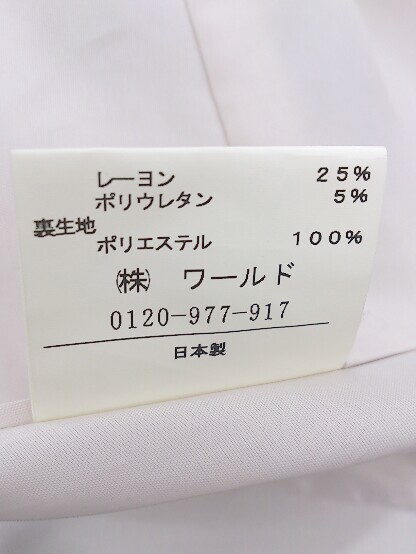 レーヨン 25%
ポリウレタン 5%
裏生地
ポリエステル 100%
㈱ ワールド
0120-977-917
日本製